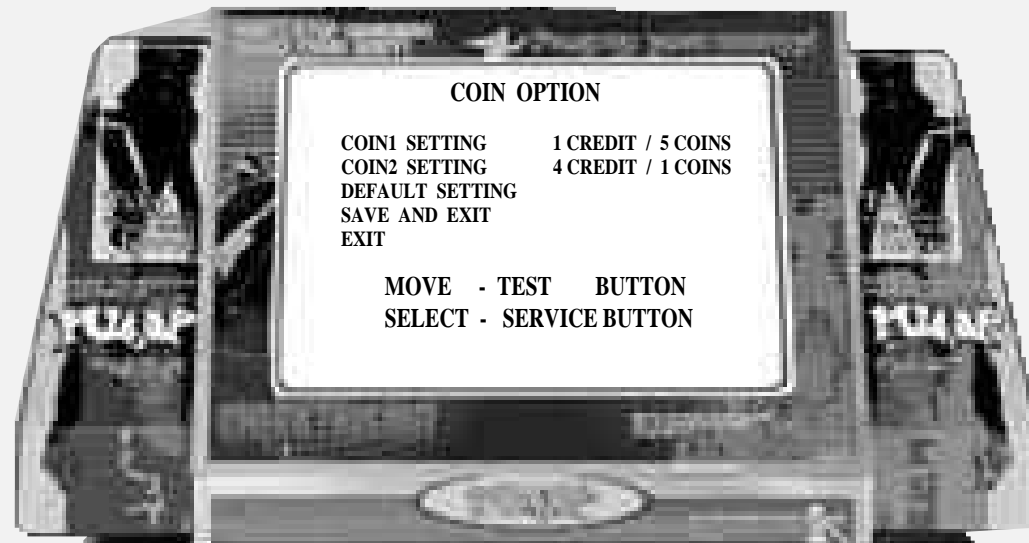 COIN OPTION
COIN1 SETTING 1 CREDIT / 5 COINS
COIN2 SETTING 4 CREDIT / 1 COINS
DEFAULT SETTING
SAVE AND EXIT
EXIT
MOVE - TEST BUTTON
SELECT - SERVICE BUTTON